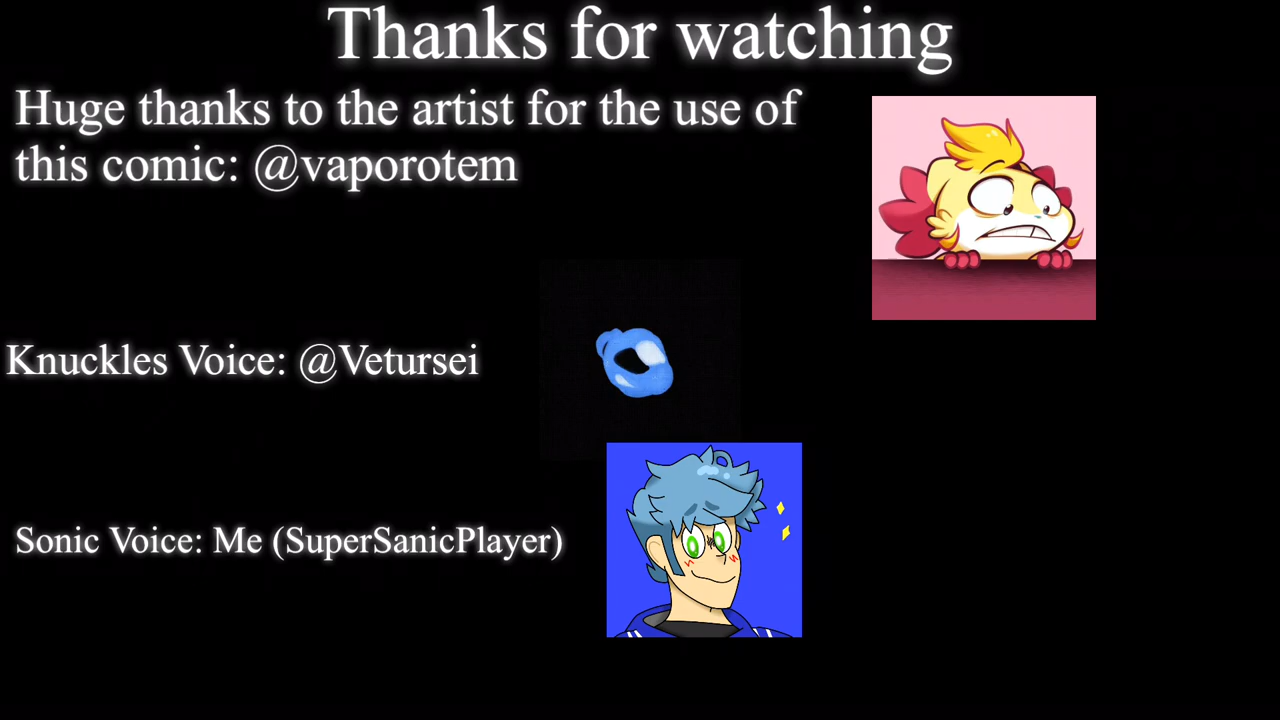 Thanks for watching
Huge thanks to the artist for the use of
this comic: @vaporotem
Knuckles Voice: @Vetursei
Sonic Voice: Me (SuperSanicPlayer)